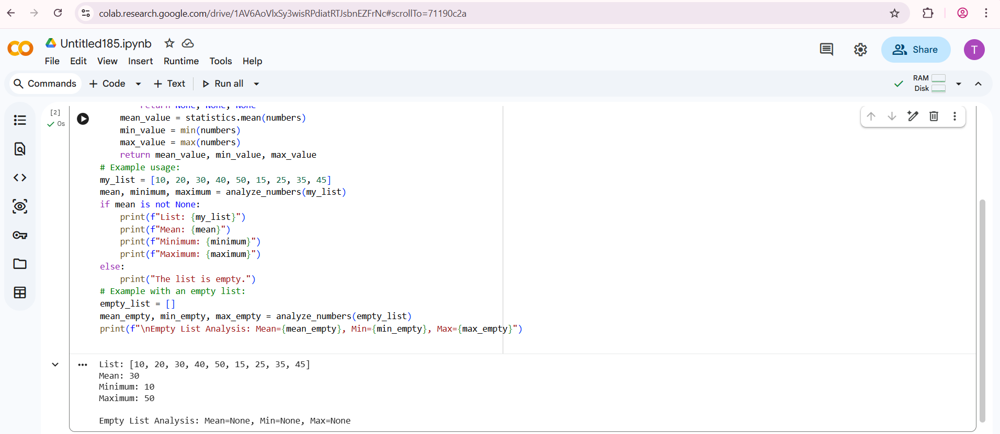 colab.research.google.com/drive/1AV6AoVlxSy3wisRPdiatRTJsbnEZFrNc#scrollTo=71190c2a
Untitled185.ipynb
File Edit View Insert Runtime Tools Help
Share
T
Commands + Code + Text Run all
RAM
Disk
[2]
0s
return None, None, None
    mean_value = statistics.mean(numbers)
    min_value = min(numbers)
    max_value = max(numbers)
    return mean_value, min_value, max_value
# Example usage:
my_list = [10, 20, 30, 40, 50, 15, 25, 35, 45]
mean, minimum, maximum = analyze_numbers(my_list)
if mean is not None:
    print(f"List: {my_list}")
    print(f"Mean: {mean}")
    print(f"Minimum: {minimum}")
    print(f"Maximum: {maximum}")
else:
    print("The list is empty.")
# Example with an empty list:
empty_list = []
mean_empty, min_empty, max_empty = analyze_numbers(empty_list)
print(f"\nEmpty List Analysis: Mean={mean_empty}, Min={min_empty}, Max={max_empty}")
List: [10, 20, 30, 40, 50, 15, 25, 35, 45]
Mean: 30
Minimum: 10
Maximum: 50
Empty List Analysis: Mean=None, Min=None, Max=None